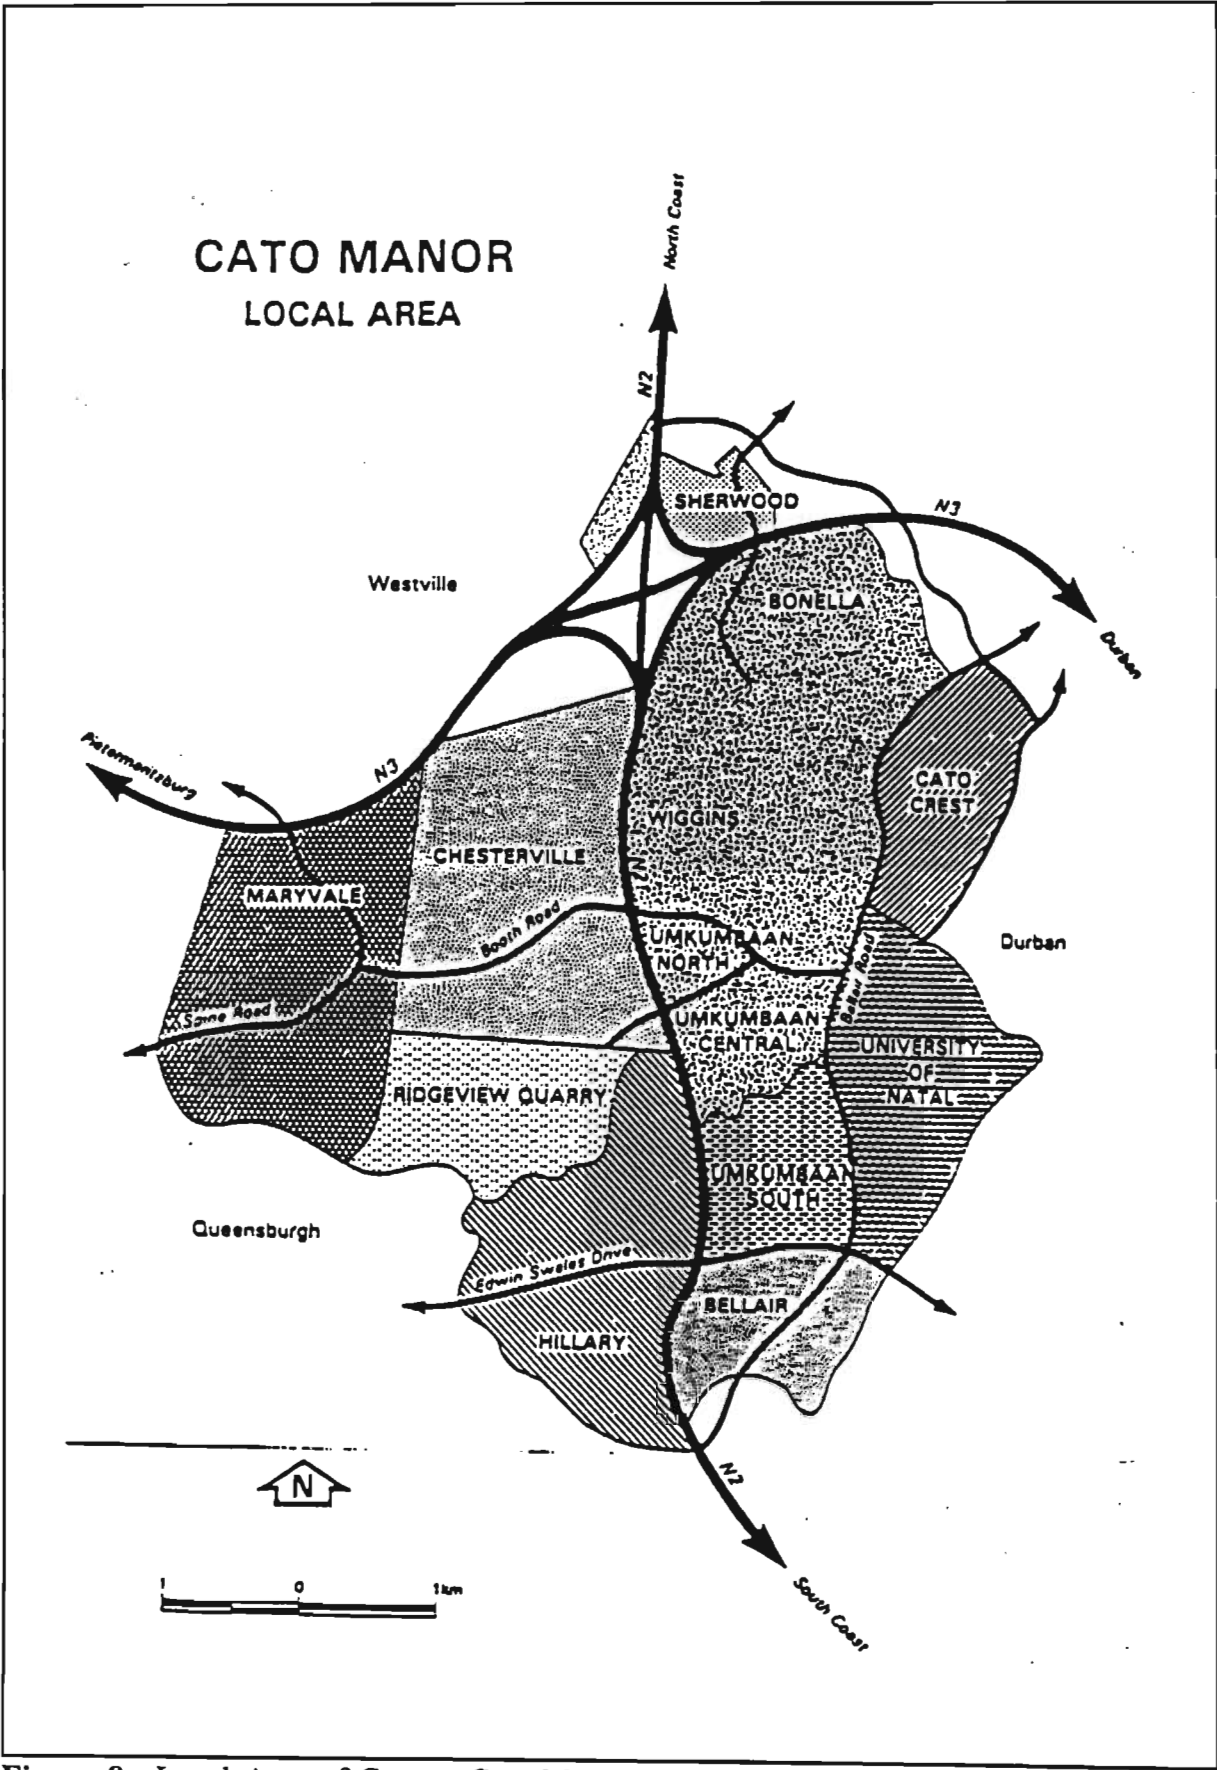 CATO MANOR
LOCAL AREA
North Coast
N2
SHERWOOD
N3
Westville
BONELLA
Durban
Pietermaritzburg
N3
CATO
CREST
WIGGINS
N2
CHESTERVILLE
MARYVALE
Booth Road
UMKUMBAAN
NORTH
Durban
Bellair Road
Spine Road
UMKUMBAAN
CENTRAL
UNIVERSITY
OF
NATAL
RIDGEVIEW QUARRY
UMKUMBAAN
SOUTH
Queensburgh
Edwin Swales Drive
BELLAIR
HILLARY
N2
N
1 0 1km
South Coast